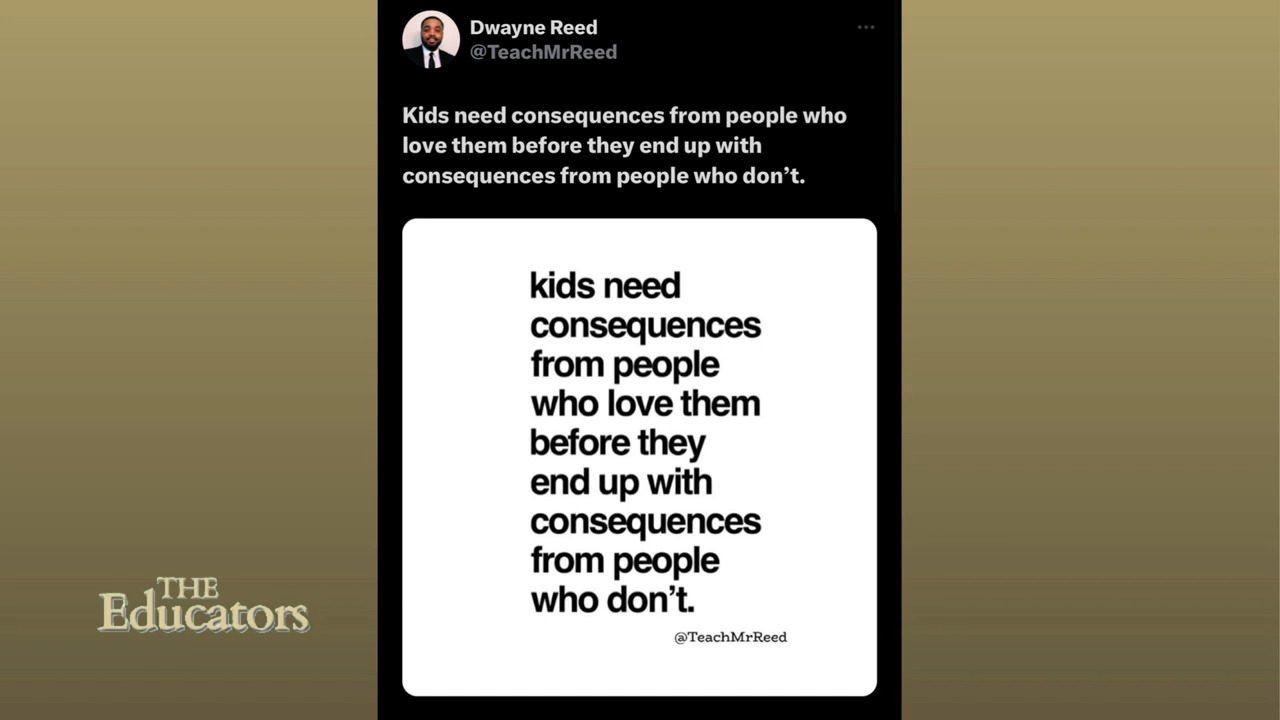 Dwayne Reed
@TeachMrReed
Kids need consequences from people who
love them before they end up with
consequences from people who don’t.
kids need
consequences
from people
who love them
before they
end up with
consequences
from people
who don’t.
@TeachMrReed
THE
Educators